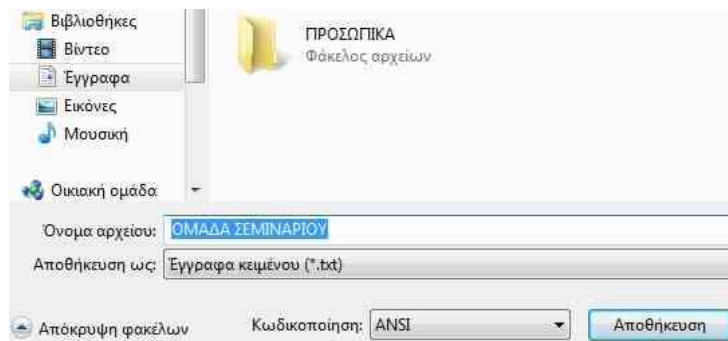 Βιβλιοθήκες
Βίντεο
Έγγραφα
Εικόνες
Μουσική
Οικιακή ομάδα
ΠΡΟΣΩΠΙΚΑ
Φάκελος αρχείων
Όνομα αρχείου: ΟΜΑΔΑ ΣΕΜΙΝΑΡΙΟΥ
Αποθήκευση ως: Έγγραφα κειμένου (*.txt)
Απόκρυψη φακέλων Κωδικοποίηση: ANSI Αποθήκευση